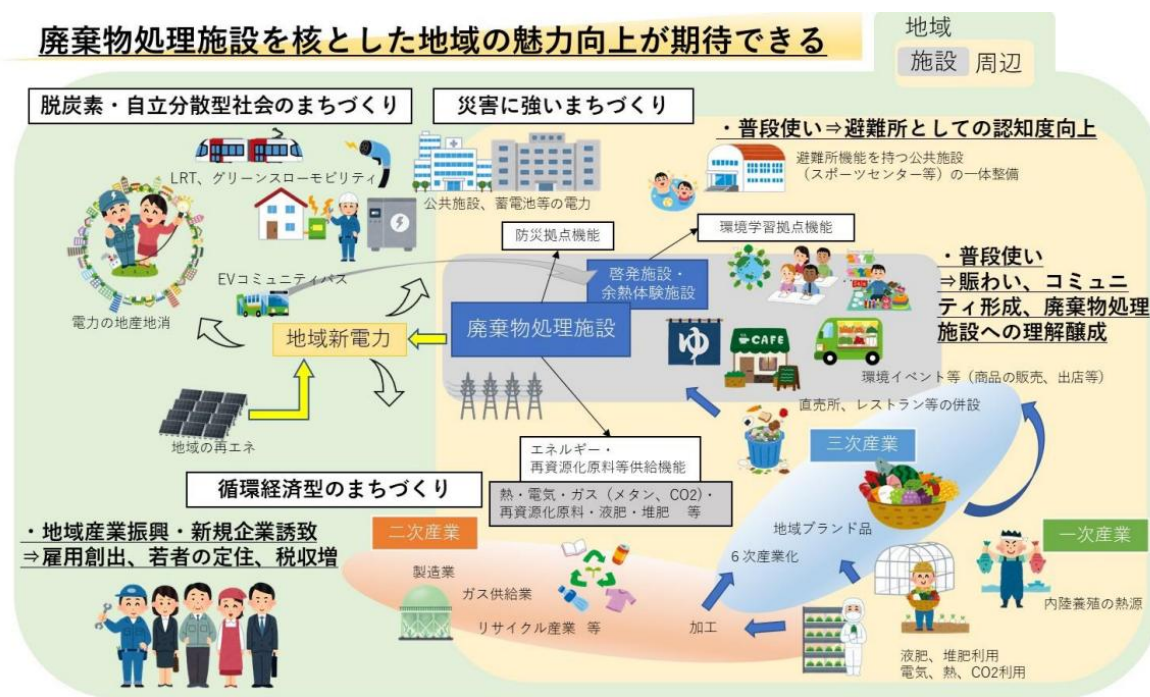 廃棄物処理施設を核とした地域の魅力向上が期待できる
地域
施設 周辺
脱炭素・自立分散型社会のまちづくり
災害に強いまちづくり
・普段使い⇒避難所としての認知度向上
避難所機能を持つ公共施設
（スポーツセンター等）の一体整備
LRT、グリーンスローモビリティ
公共施設、蓄電池等の電力
防災拠点機能
環境学習拠点機能
啓発施設・
余熱体験施設
・普段使い
⇒賑わい、コミュニ
ティ形成、廃棄物処理
施設への理解醸成
EVコミュニティバス
電力の地産地消
地域新電力
廃棄物処理施設
ゆ
CAFE
環境イベント等（商品の販売、出店等）
直売所、レストラン等の併設
地域の再エネ
エネルギー・
再資源化原料等供給機能
熱・電気・ガス（メタン、CO2）・
再資源化原料・液肥・堆肥　等
三次産業
循環経済型のまちづくり
・地域産業振興・新規企業誘致
⇒雇用創出、若者の定住、税収増
二次産業
製造業
ガス供給業
リサイクル産業　等
地域ブランド品
６次産業化
加工
一次産業
内陸養殖の熱源
液肥、堆肥利用
電気、熱、CO2利用